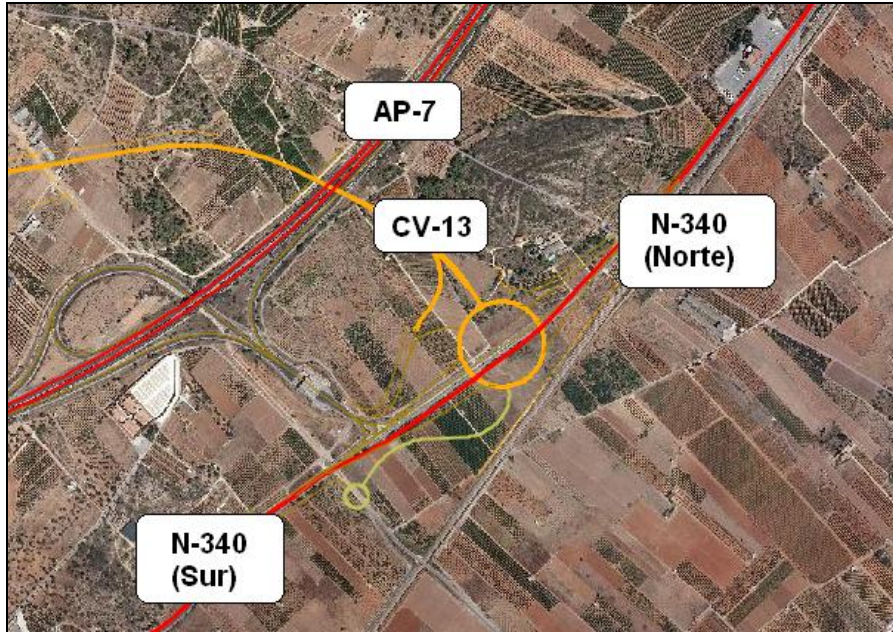 AP-7
CV-13
N-340
(Norte)
N-340
(Sur)